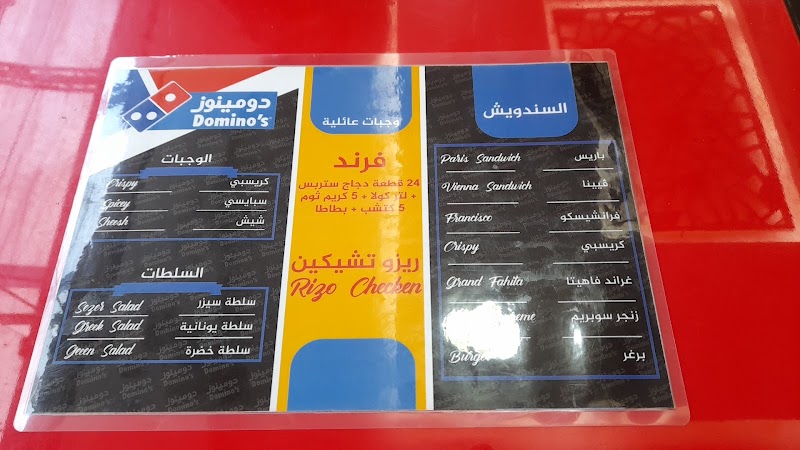 دومينوز
Domino's
الوجبات
Crispy كريسبي
Spicey سبايسي
Sheesh شيش
السلطات
Sezer Salad سلطة سيزر
Greek Salad سلطة يونانية
Geeen Salad سلطة خضرة
وجبات عائلية
فرند
24 قطعة دجاج ستربس
+ لتر كولا + 5 كريم ثوم
5 كتشب + بطاطا
ريزو تشيكين
Rizo Checken
السندويش
Paris Sandwich باريس
Vienna Sandwich فيينا
Francisco فرانشيسكو
Crispy كريسبي
Grand Fahita غراند فاهيتا
زنجر سوبريم
برغر